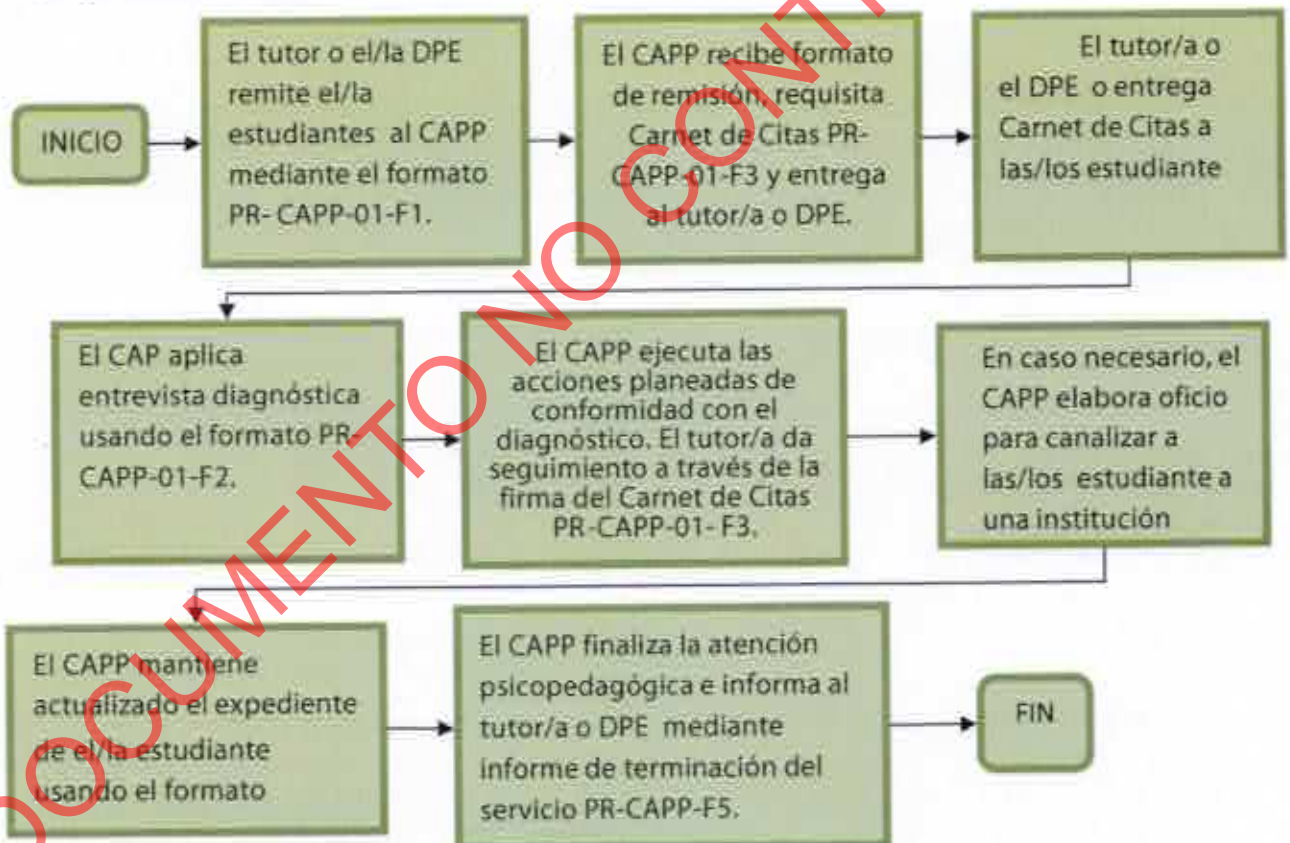 INICIO
El tutor o el/la DPE
remite el/la
estudiantes al CAPP
mediante el formato
PR- CAPP-01-F1.
El CAPP recibe formato
de remisión, requisita
Carnet de Citas PR-
CAPP-01-F3 y entrega
al tutor/a o DPE.
El tutor/a o
el DPE o entrega
Carnet de Citas a
las/los estudiante
El CAP aplica
entrevista diagnóstica
usando el formato PR-
CAPP-01-F2.
El CAPP ejecuta las
acciones planeadas de
conformidad con el
diagnóstico. El tutor/a da
seguimiento a través de la
firma del Carnet de Citas
PR-CAPP-01- F3.
En caso necesario, el
CAPP elabora oficio
para canalizar a
las/los estudiante a
una institución
El CAPP mantiene
actualizado el expediente
de el/la estudiante
usando el formato
El CAPP finaliza la atención
psicopedagógica e informa al
tutor/a o DPE mediante
informe de terminación del
servicio PR-CAPP-F5.
FIN
DOCUMENTO NO CONT